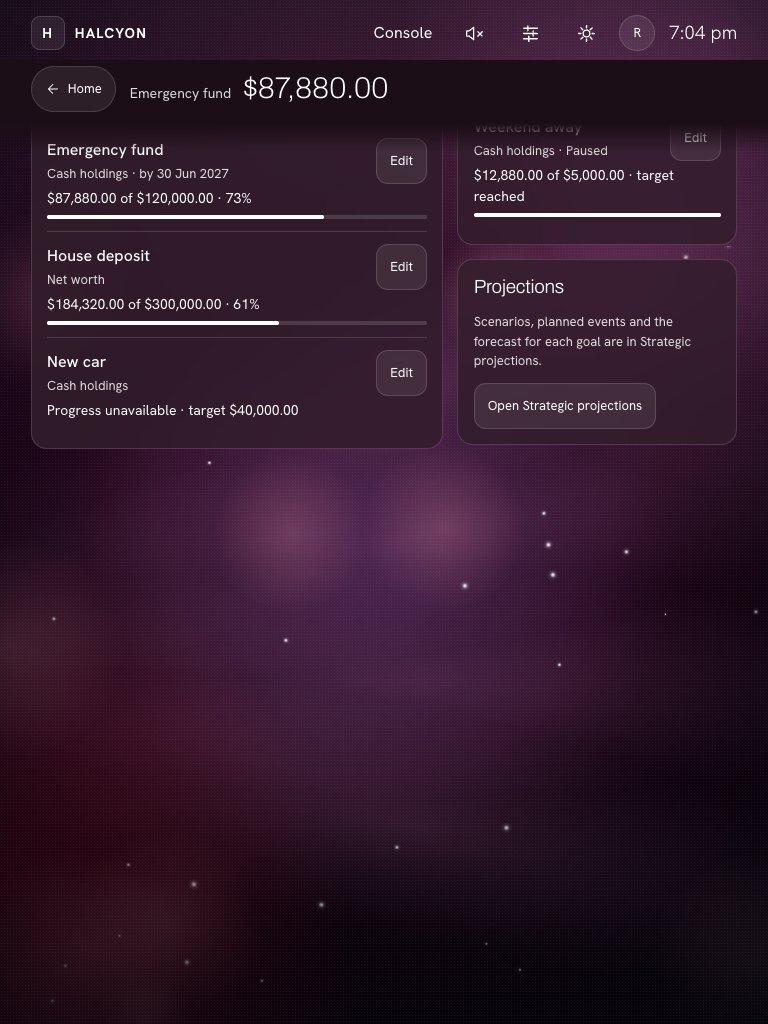 H HALCYON Console R 7:04 pm
Home Emergency fund $87,880.00
Emergency fund
Cash holdings · by 30 Jun 2027
$87,880.00 of $120,000.00 · 73%
Edit
House deposit
Net worth
$184,320.00 of $300,000.00 · 61%
Edit
New car
Cash holdings
Progress unavailable · target $40,000.00
Edit
Weekend away
Cash holdings · Paused
$12,880.00 of $5,000.00 · target
reached
Edit
Projections
Scenarios, planned events and the
forecast for each goal are in Strategic
projections.
Open Strategic projections